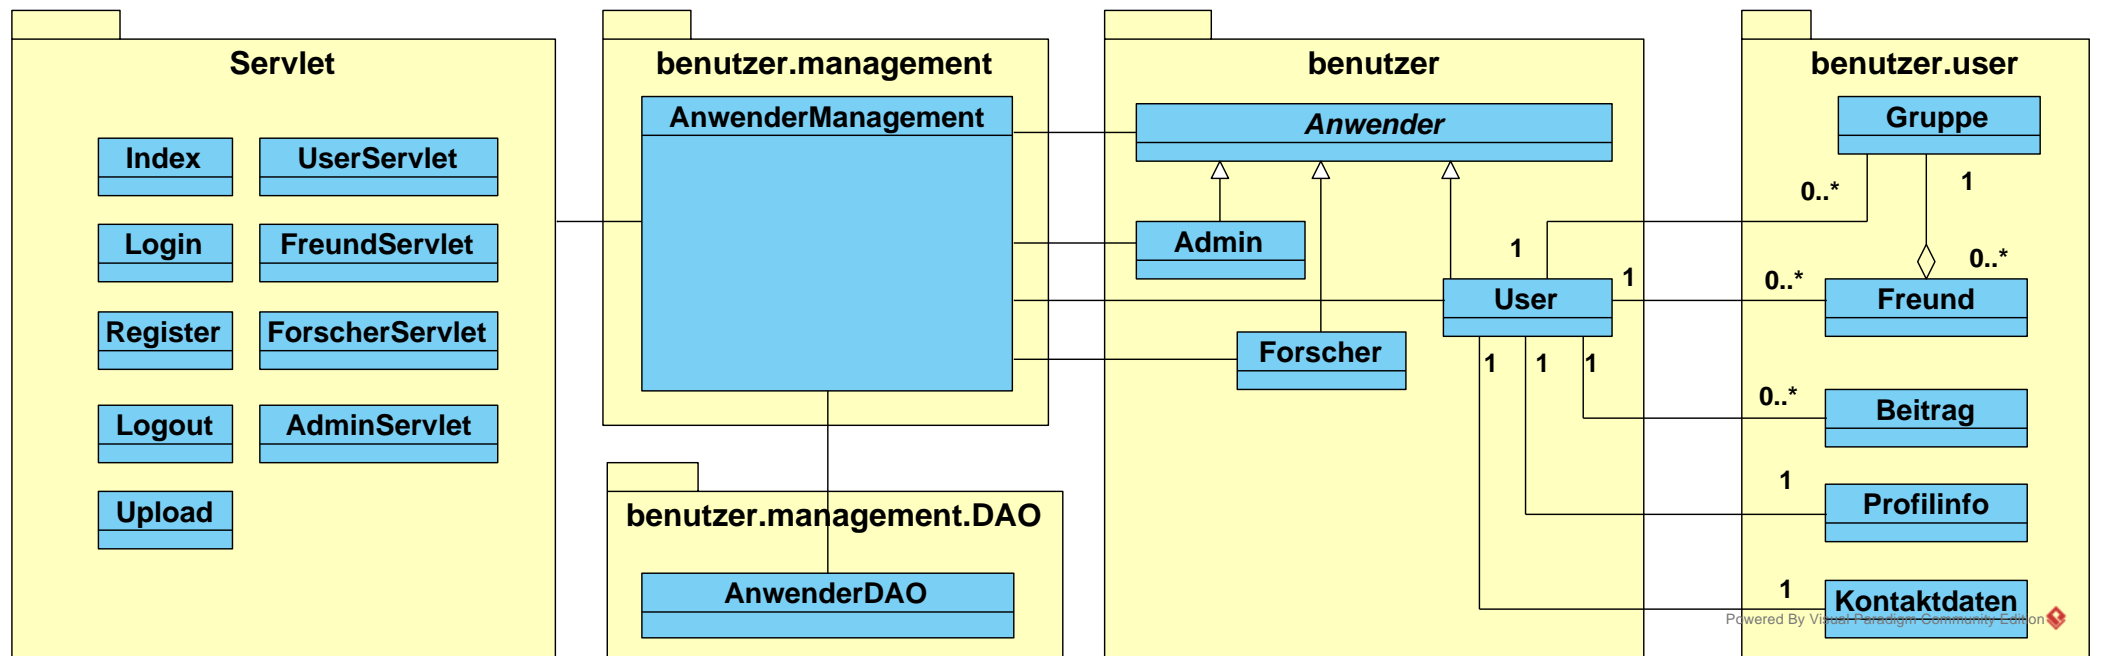 Servlet
Index
UserServlet
Login
FreundServlet
Register
ForscherServlet
Logout
AdminServlet
Upload
benutzer.management
AnwenderManagement
benutzer.management.DAO
AnwenderDAO
benutzer
Anwender
Admin
User
Forscher
1
1
1
1
1
benutzer.user
Gruppe
0..*
1
0..*
0..*
Freund
0..*
Beitrag
1
Profilinfo
1
Kontaktdaten
Powered By Visual Paradigm Community Edition